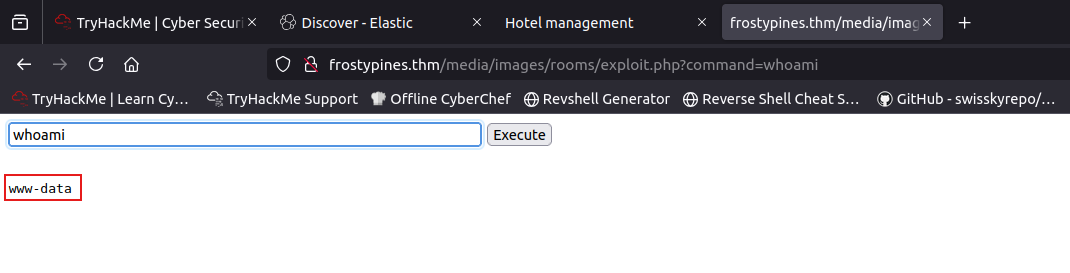 TryHackMe | Cyber Securi
Discover - Elastic
Hotel management
frostypines.thm/media/imag
frostypines.thm/media/images/rooms/exploit.php?command=whoami
TryHackMe | Learn Cy…
TryHackMe Support
Offline CyberChef
Revshell Generator
Reverse Shell Cheat S…
GitHub - swisskyrepo/…
whoami
Execute
www-data